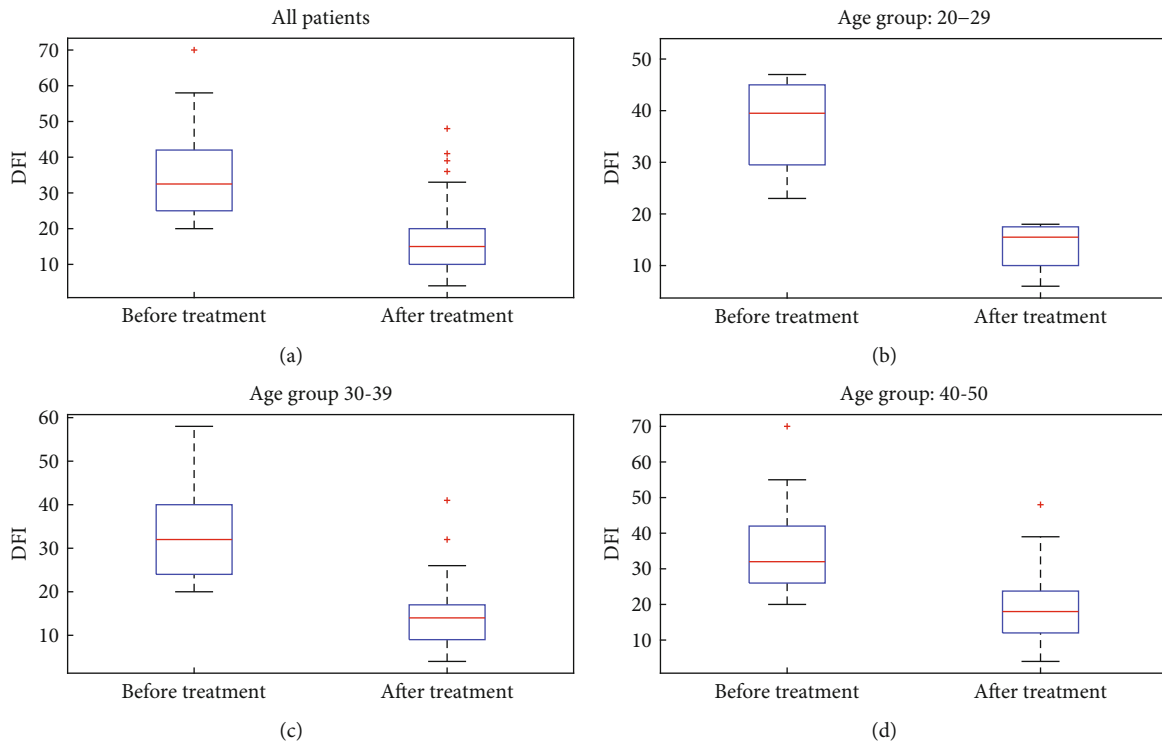 All patients
DFI
70
60
50
40
30
20
10
Before treatment
After treatment
(a)
Age group: 20–29
DFI
50
40
30
20
10
Before treatment
After treatment
(b)
Age group 30-39
DFI
60
50
40
30
20
10
Before treatment
After treatment
(c)
Age group: 40-50
DFI
70
60
50
40
30
20
10
Before treatment
After treatment
(d)